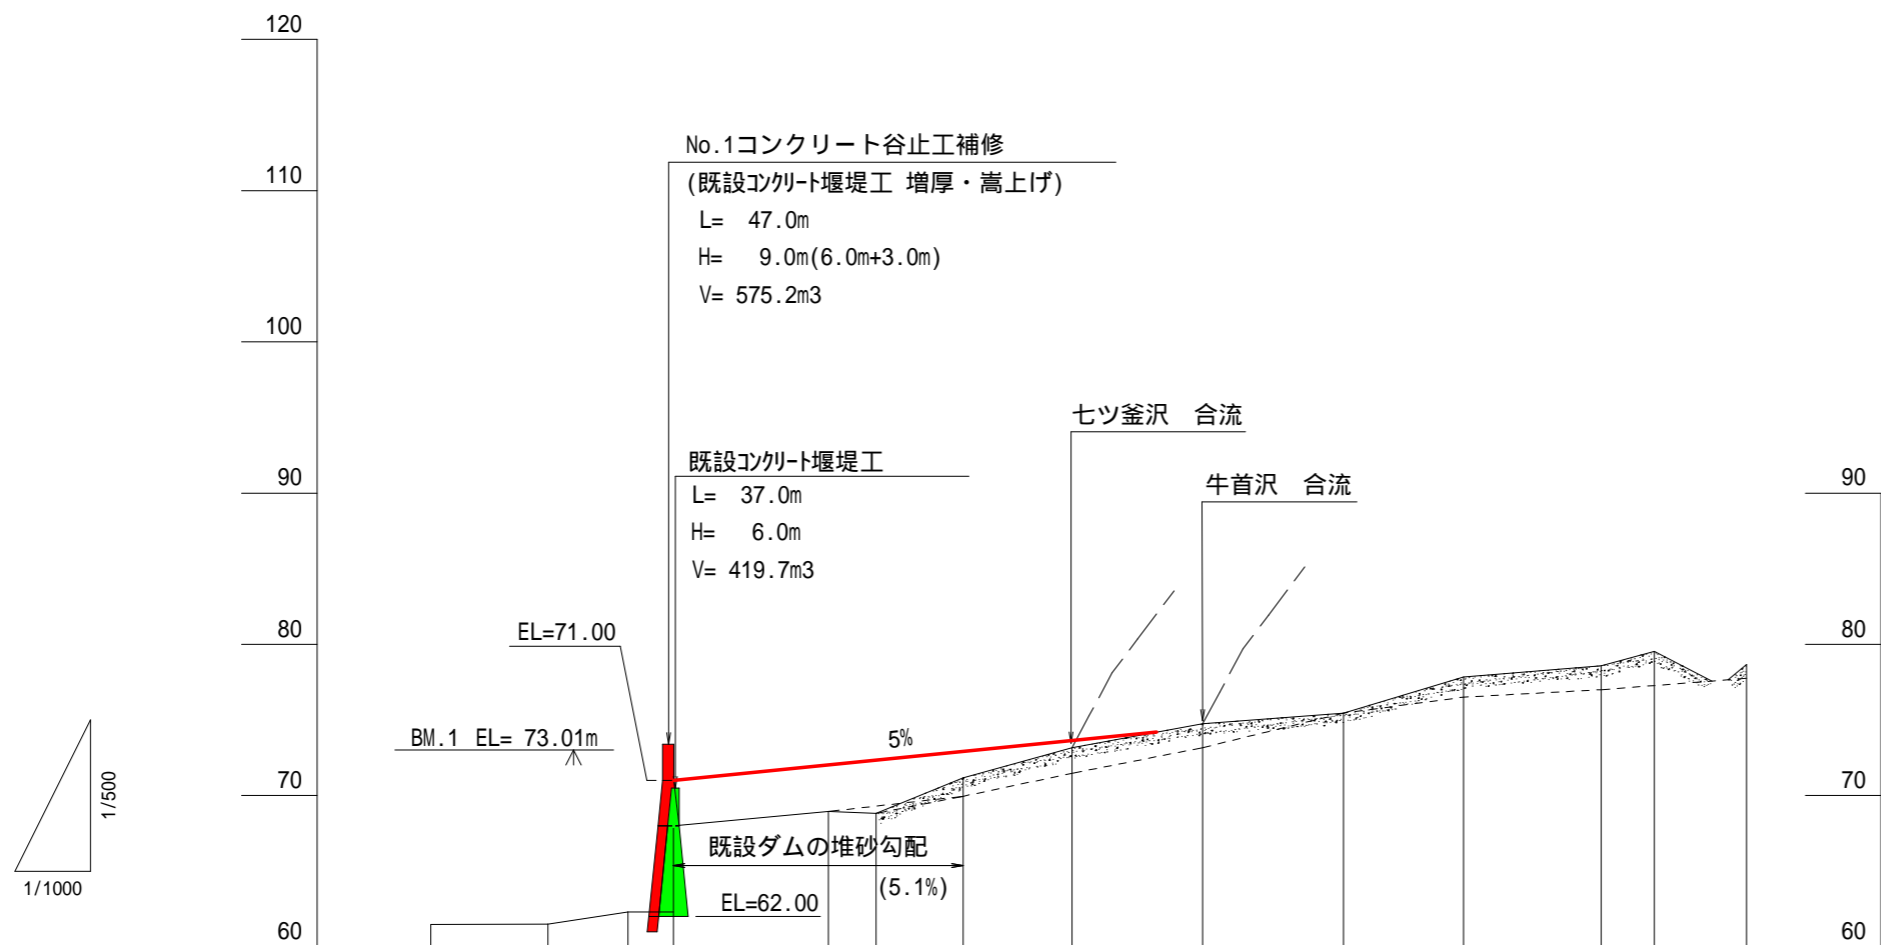 120
110
100
90
80
70
60
No.1コンクリート谷止工補修
(既設ｺﾝｸﾘｰﾄ堰堤工 増厚・嵩上げ)
L= 47.0m
H= 9.0m(6.0m+3.0m)
V= 575.2m3
七ツ釜沢　合流
既設ｺﾝｸﾘｰﾄ堰堤工
L= 37.0m
H= 6.0m
V= 419.7m3
牛首沢　合流
EL=71.00
BM.1 EL= 73.01m
5%
既設ダムの堆砂勾配
(5.1%)
EL=62.00
1/500
1/1000
90
80
70
60